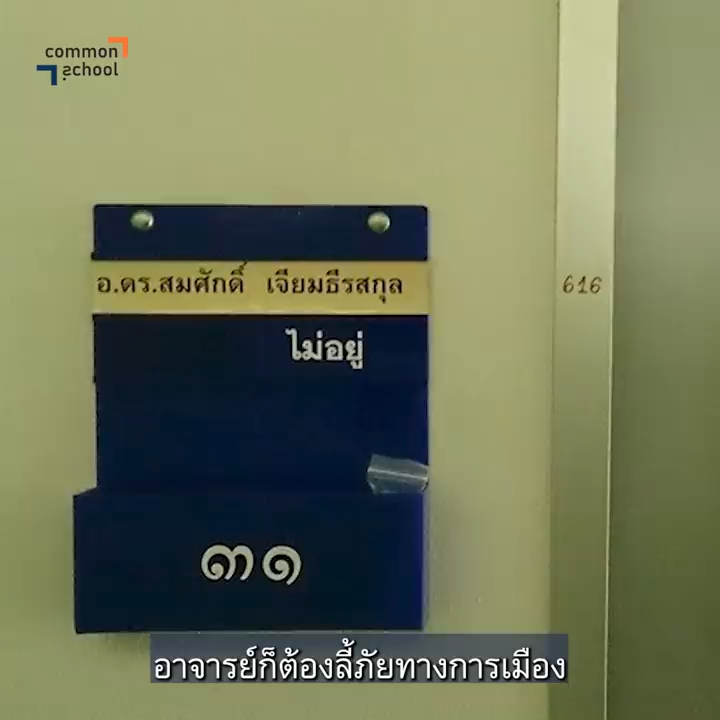 common
school
อ.ดร.สมศักดิ์ เจียมธีรสกุล
616
ไม่อยู่
๓๑
อาจารย์ก็ต้องลี้ภัยทางการเมือง